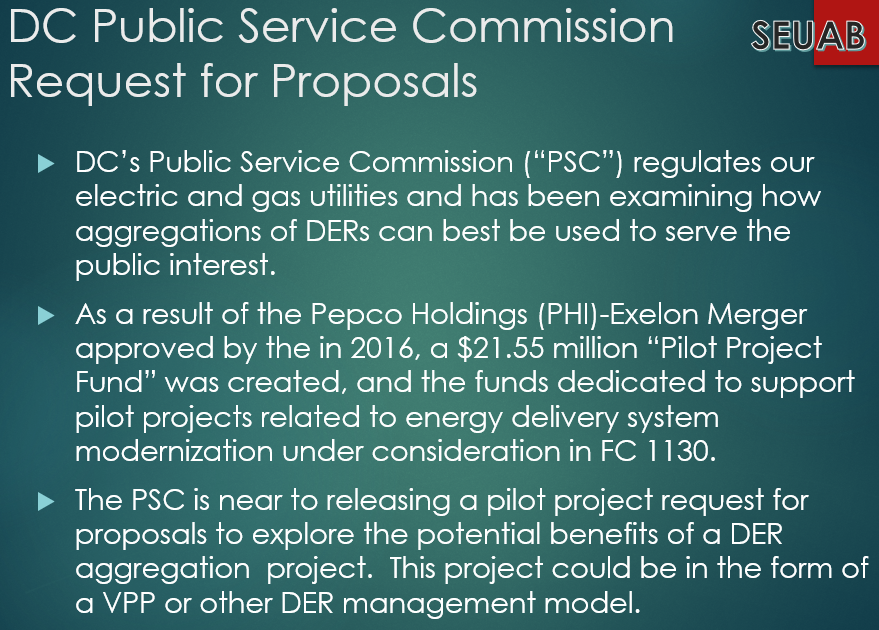 DC Public Service Commission
SEUAB
Request for Proposals
DC’s Public Service Commission (“PSC”) regulates our
electric and gas utilities and has been examining how
aggregations of DERs can best be used to serve the
public interest.
As a result of the Pepco Holdings (PHI)-Exelon Merger
approved by the in 2016, a $21.55 million “Pilot Project
Fund” was created, and the funds dedicated to support
pilot projects related to energy delivery system
modernization under consideration in FC 1130.
The PSC is near to releasing a pilot project request for
proposals to explore the potential benefits of a DER
aggregation  project.  This project could be in the form of
a VPP or other DER management model.